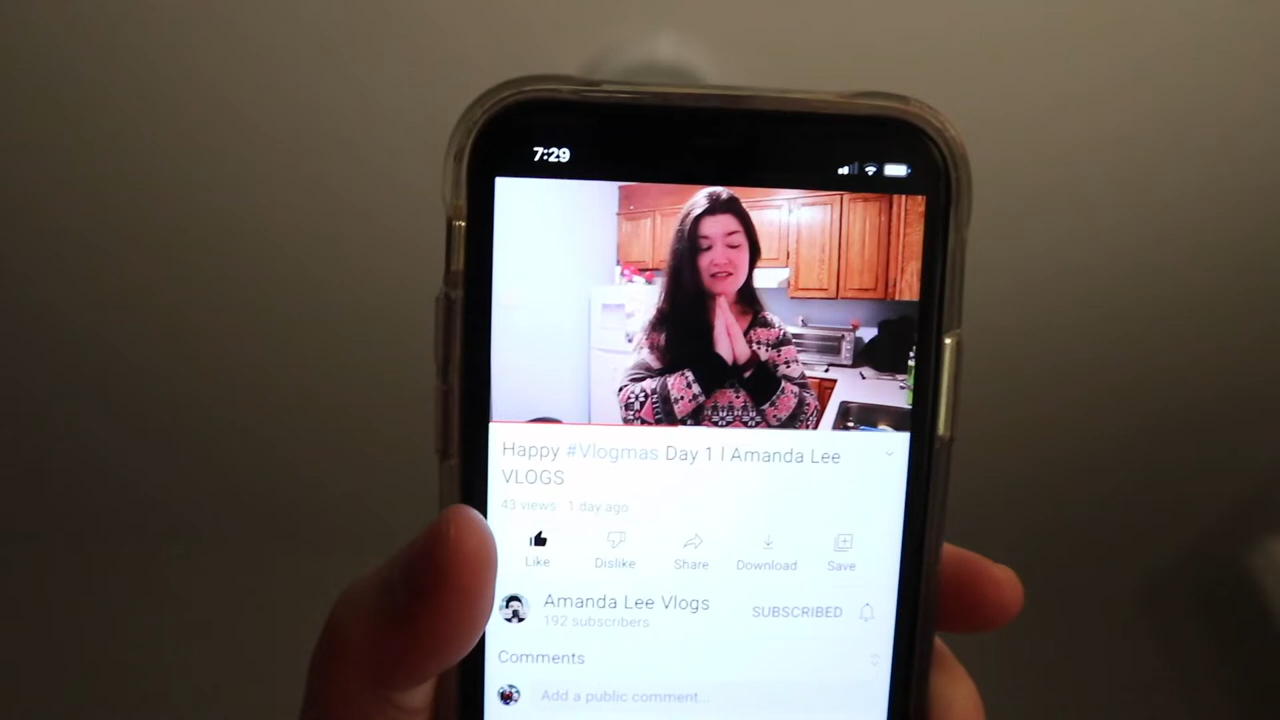 7:29
Happy #Vlogmas Day 1 I Amanda Lee
VLOGS
43 views 1 day ago
Like Dislike Share Download Save
Amanda Lee Vlogs SUBSCRIBED
192 subscribers
Comments
Add a public comment...